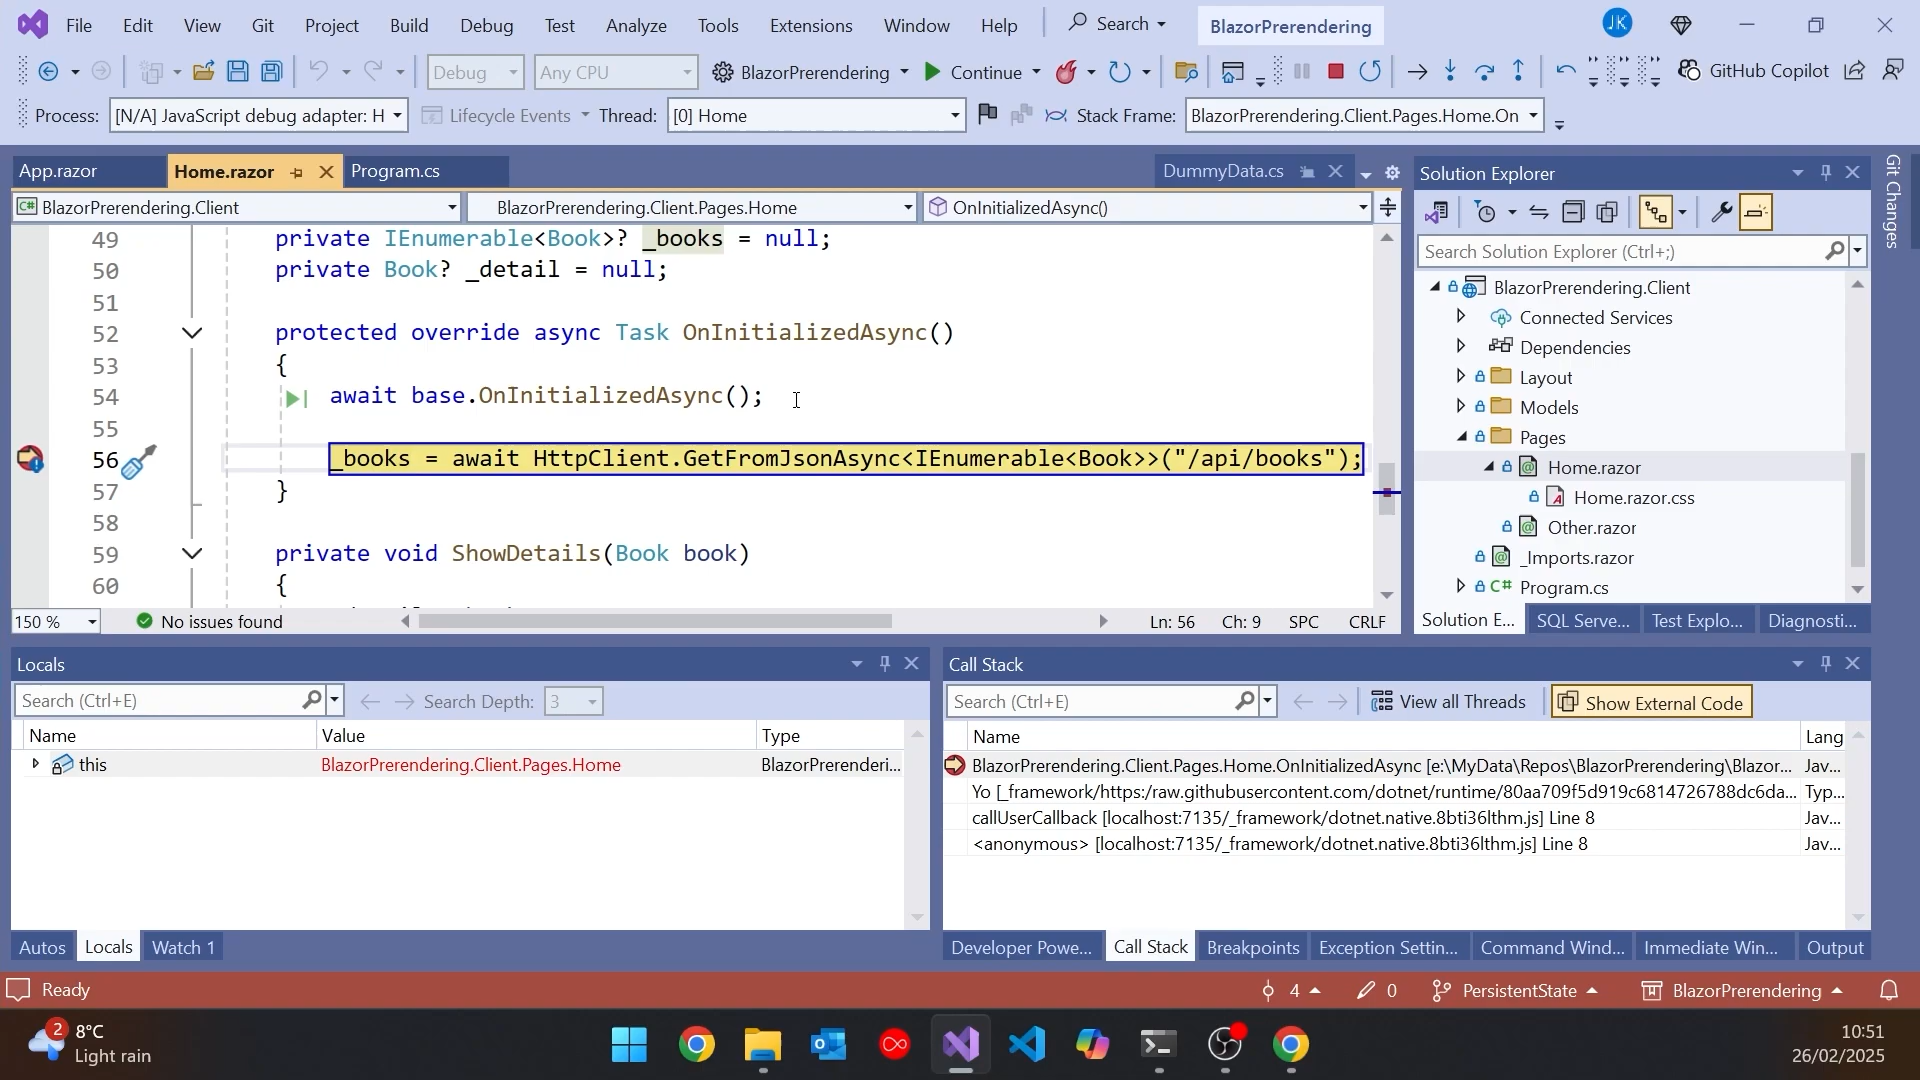 File Edit View Git Project Build Debug Test Analyze Tools Extensions Window Help Search BlazorPrerendering JK
Debug Any CPU BlazorPrerendering Continue GitHub Copilot
Process: [N/A] JavaScript debug adapter: H Lifecycle Events Thread: [0] Home Stack Frame: BlazorPrerendering.Client.Pages.Home.On
App.razor Home.razor Program.cs DummyData.cs
BlazorPrerendering.Client BlazorPrerendering.Client.Pages.Home OnInitializedAsync()
49 private IEnumerable<Book>? _books = null;
50 private Book? _detail = null;
51
52 protected override async Task OnInitializedAsync()
53 {
54 await base.OnInitializedAsync();
55
56 _books = await HttpClient.GetFromJsonAsync<IEnumerable<Book>>("/api/books");
57 }
58
59 private void ShowDetails(Book book)
60 {
150 % No issues found Ln: 56 Ch: 9 SPC CRLF
Solution Explorer
Search Solution Explorer (Ctrl+;)
BlazorPrerendering.Client
Connected Services
Dependencies
Layout
Models
Pages
Home.razor
Home.razor.css
Other.razor
_Imports.razor
C# Program.cs
Solution E... SQL Serve... Test Explo... Diagnosti...
Git Changes
Locals
Search (Ctrl+E) Search Depth: 3
Name Value Type
this BlazorPrerendering.Client.Pages.Home BlazorPrerenderi...
Autos Locals Watch 1
Call Stack
Search (Ctrl+E) View all Threads Show External Code
Name Lang
BlazorPrerendering.Client.Pages.Home.OnInitializedAsync [e:\MyData\Repos\BlazorPrerendering\Blazor... Jav...
Yo [_framework/https:/raw.githubusercontent.com/dotnet/runtime/80aa709f5d919c6814726788dc6da... Typ...
callUserCallback [localhost:7135/_framework/dotnet.native.8bti36lthm.js] Line 8 Jav...
<anonymous> [localhost:7135/_framework/dotnet.native.8bti36lthm.js] Line 8 Jav...
Developer Powe... Call Stack Breakpoints Exception Settin... Command Wind... Immediate Win... Output
Ready 4 0 PersistentState BlazorPrerendering
2 8°C
Light rain
10:51
26/02/2025